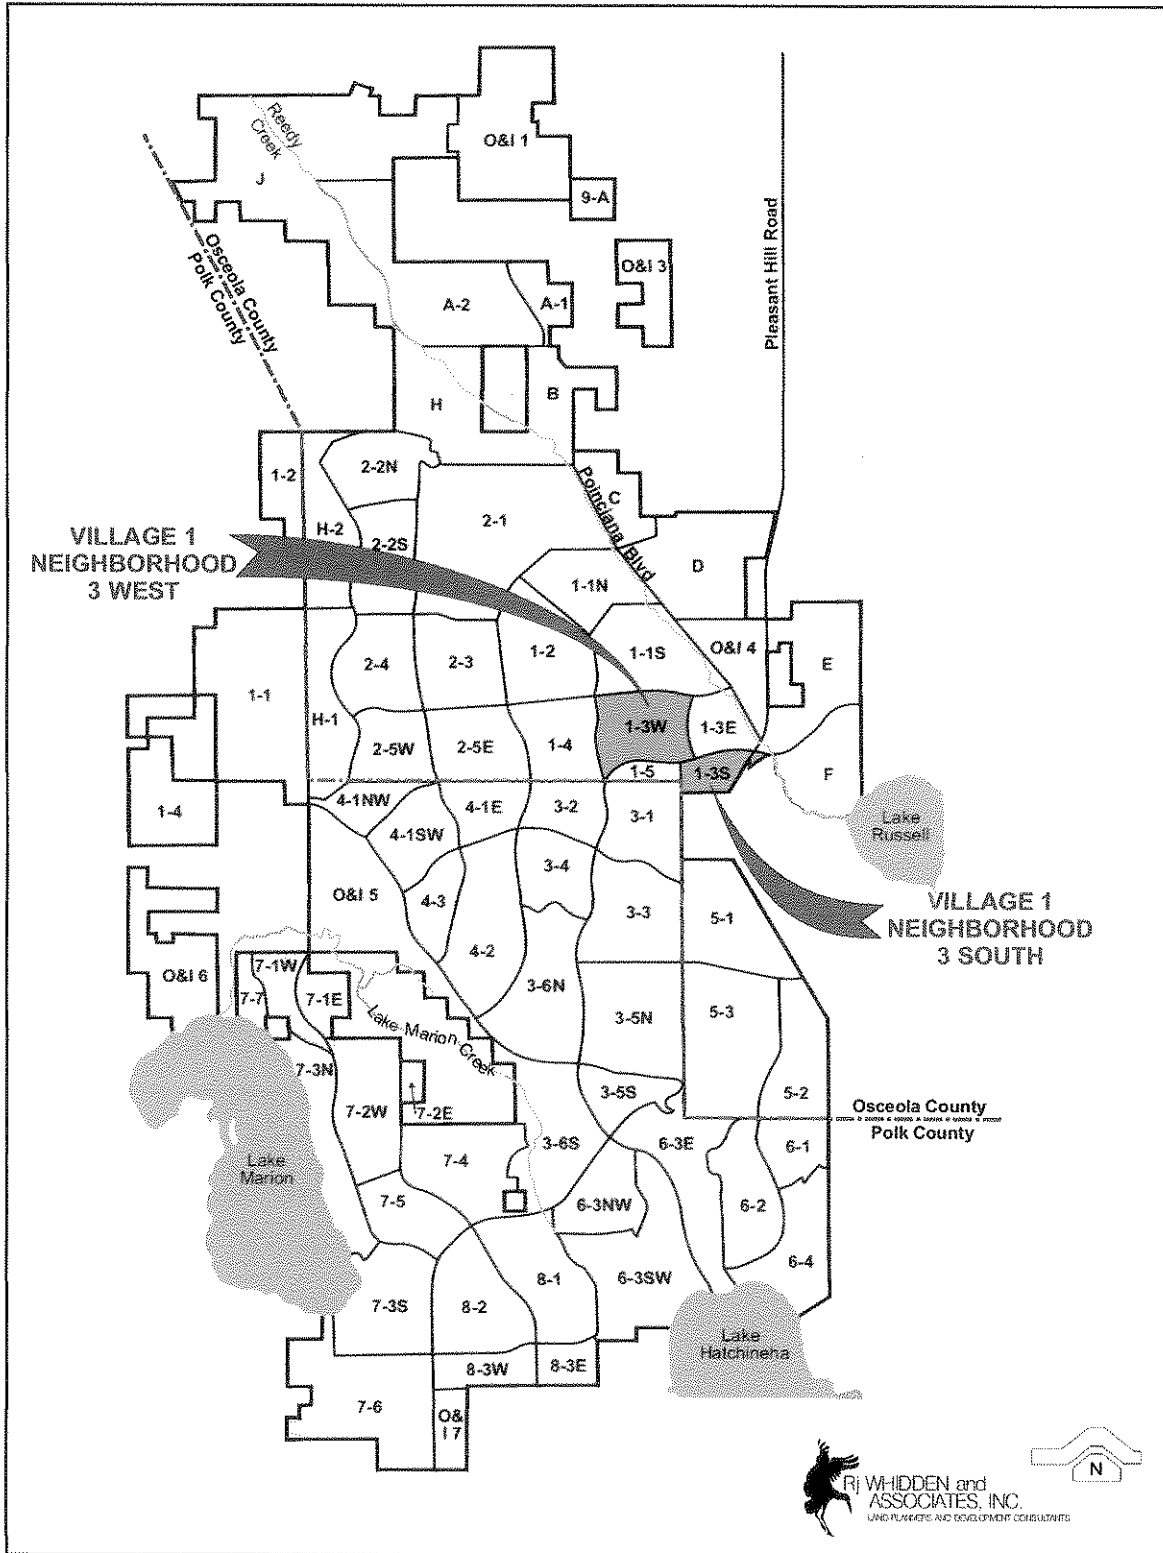 Reedy
Creek
O&I 1
J
9-A
Pleasant Hill Road
Osceola County
Polk County
O&I 3
A-2
A-1
H
B
1-2
2-2N
Poinciana Blvd
C
2-1
H-2
2-2S
VILLAGE 1
NEIGHBORHOOD
3 WEST
D
1-1N
2-4
2-3
1-2
1-1S
O&I 4
E
1-1
H-1
1-3W
1-3E
2-5W
2-5E
1-4
1-5
1-3S
F
1-4
4-1NW
4-1E
3-2
3-1
4-1SW
Lake
Russell
3-4
O&I 5
4-3
3-3
5-1
VILLAGE 1
NEIGHBORHOOD
3 SOUTH
4-2
O&I 6
7-1W
7-7
7-1E
3-6N
3-5N
5-3
Lake Marion Creek
7-3N
7-2W
7-2E
3-5S
5-2
Osceola County
Polk County
3-6S
6-3E
6-1
Lake
Marion
7-4
7-5
6-3NW
6-2
6-4
8-1
6-3SW
7-3S
8-2
Lake
Hatchineha
8-3W
8-3E
7-6
O&
I 7
N
Rj WHIDDEN and
ASSOCIATES, INC.
LAND PLANNERS AND DEVELOPMENT CONSULTANTS